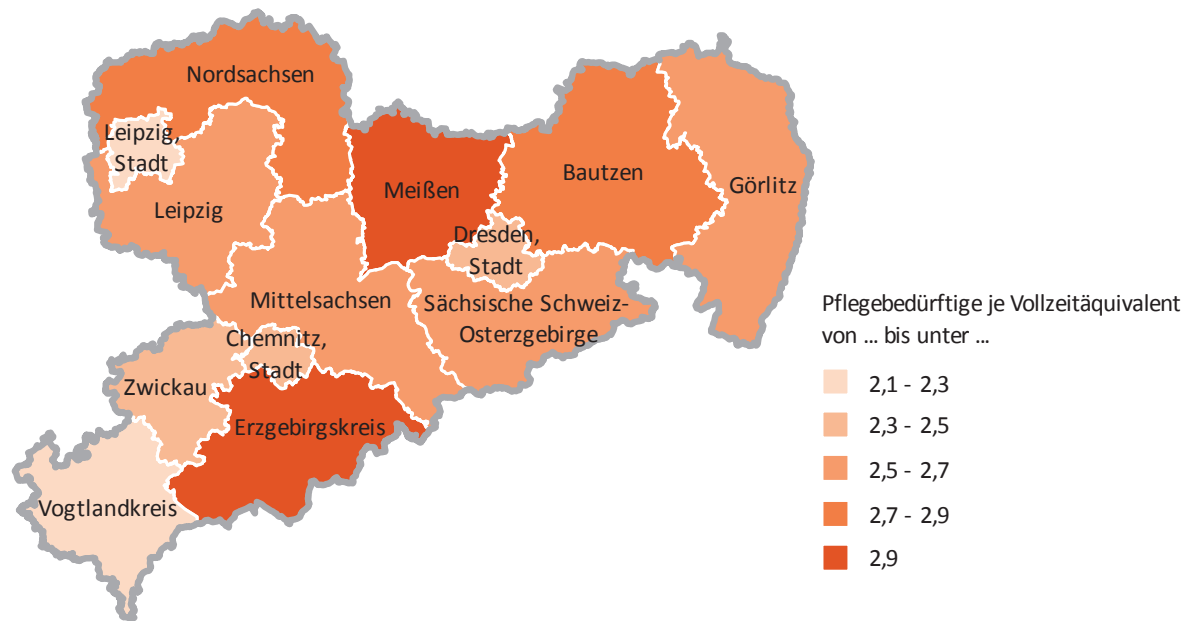 Nordsachsen
Leipzig,
Stadt
Leipzig
Meißen
Bautzen
Görlitz
Dresden,
Stadt
Mittelsachsen
Sächsische Schweiz-
Osterzgebirge
Chemnitz,
Stadt
Zwickau
Erzgebirgskreis
Vogtlandkreis
Pflegebedürftige je Vollzeitäquivalent
von ... bis unter ...
2,1 - 2,3
2,3 - 2,5
2,5 - 2,7
2,7 - 2,9
2,9